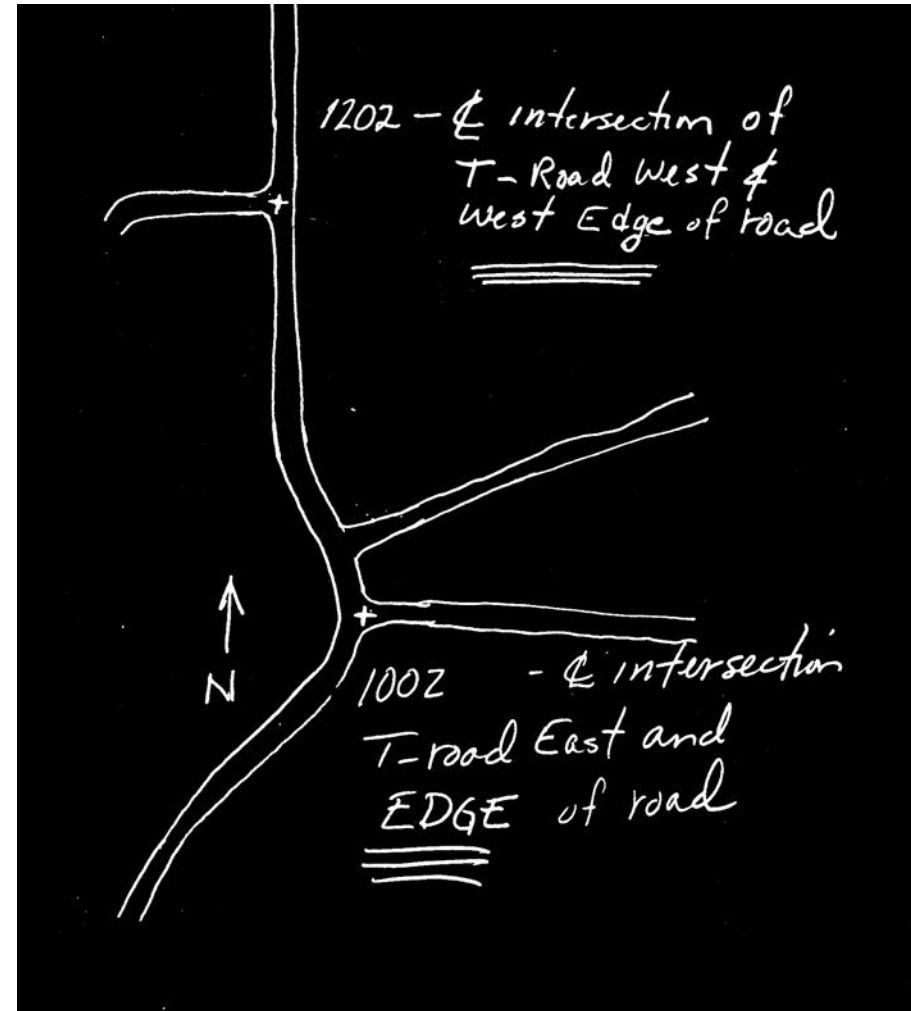 1202 - ℄ intersection of
T-Road West &
West Edge of road
N
1002 - ℄ intersection
T-road East and
EDGE of road